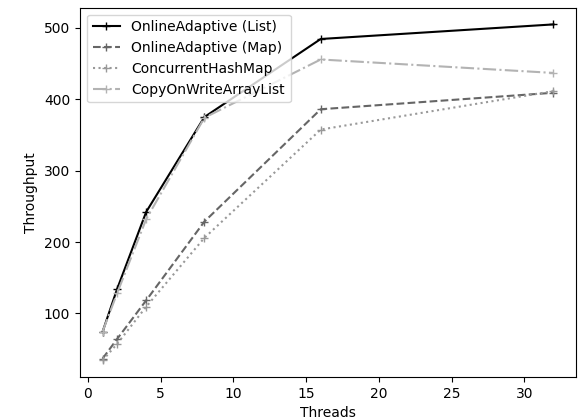 OnlineAdaptive (List)
OnlineAdaptive (Map)
ConcurrentHashMap
CopyOnWriteArrayList
500
400
300
200
100
Throughput
0 5 10 15 20 25 30
Threads